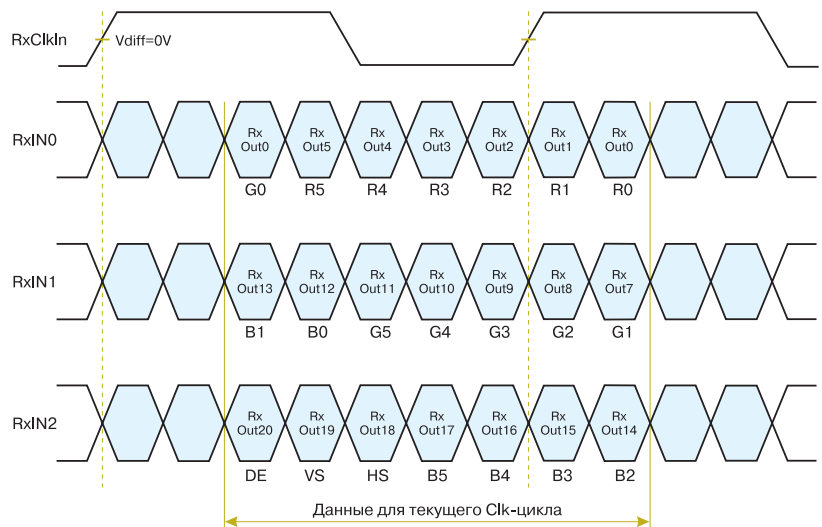 RxClkIn
Vdiff=0V
RxIN0
Rx Out0
Rx Out5
Rx Out4
Rx Out3
Rx Out2
Rx Out1
Rx Out0
G0 R5 R4 R3 R2 R1 R0
RxIN1
Rx Out13
Rx Out12
Rx Out11
Rx Out10
Rx Out9
Rx Out8
Rx Out7
B1 B0 G5 G4 G3 G2 G1
RxIN2
Rx Out20
Rx Out19
Rx Out18
Rx Out17
Rx Out16
Rx Out15
Rx Out14
DE VS HS B5 B4 B3 B2
Данные для текущего Clk-цикла